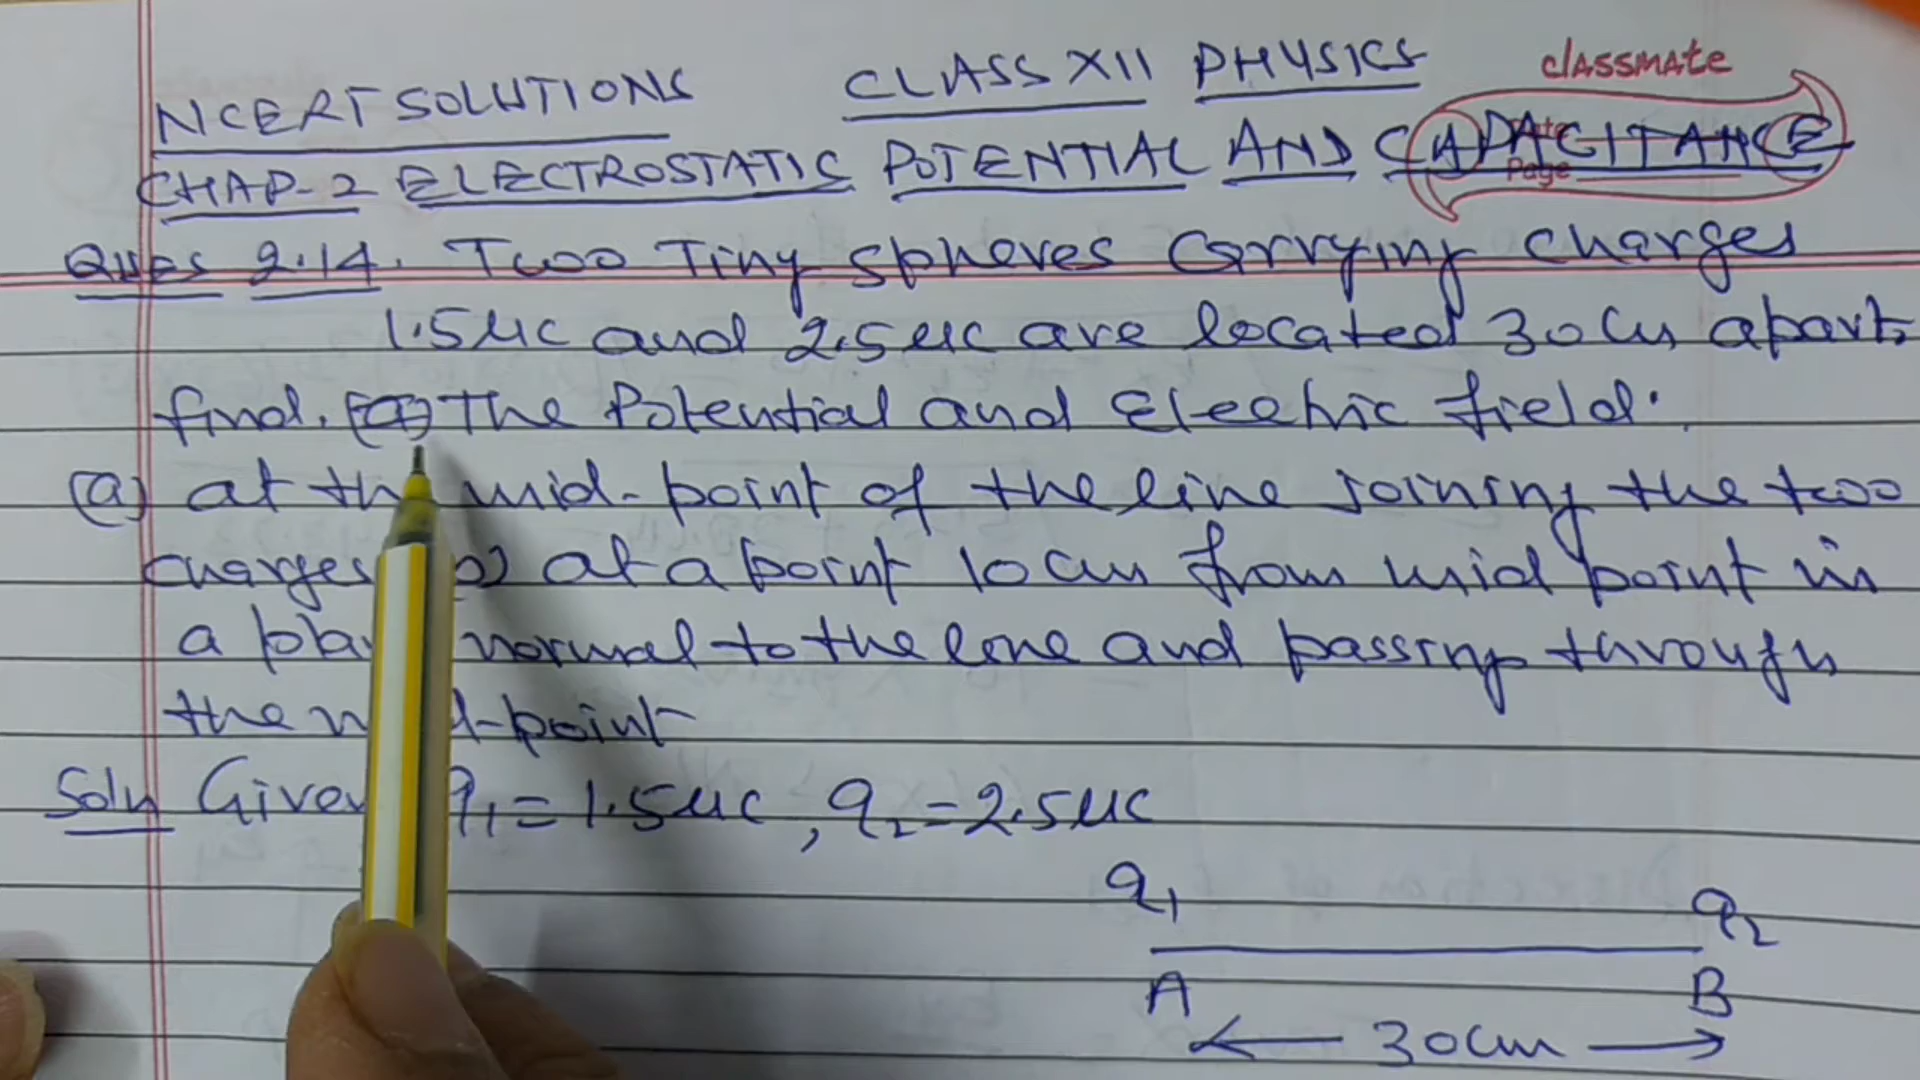 classmate
NCERT SOLUTIONS CLASS XII PHYSICS
CHAP-2 ELECTROSTATIC POTENTIAL AND CAPACITANCE
Page
Ques 2.14. Two Tiny spheres Carrying charges
1.5μC and 2.5μC are located 30cm apart.
find. (a) The Potential and Electric field.
(a) at the mid-point of the line joining the two
charges at a point 10cm from mid point in
a normal to the line and passing through
the point
Soln Given q₁ = 1.5μC, q₂ = 2.5μC
q₁ q₂
A B
30cm